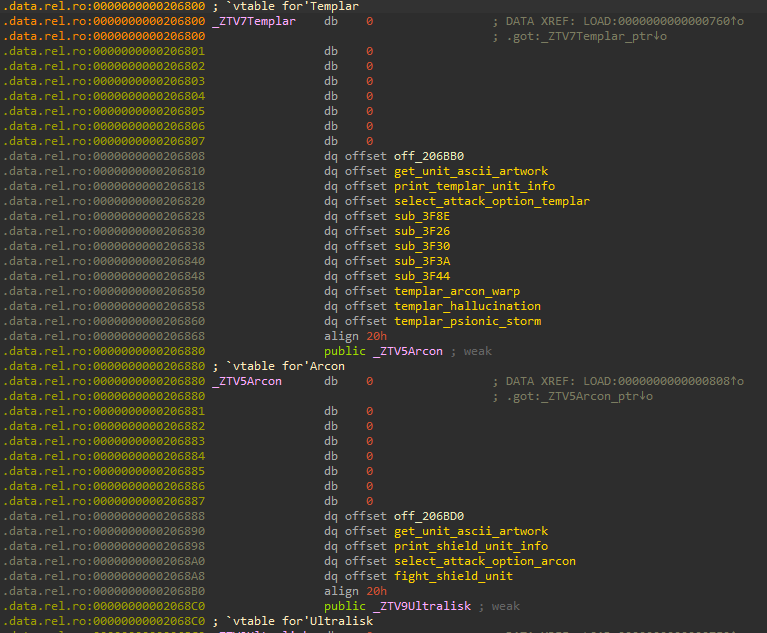 .data.rel.ro:0000000000206800 ; `vtable for'Templar
.data.rel.ro:0000000000206800 _ZTV7Templar db 0 ; DATA XREF: LOAD:0000000000000760↑o
.data.rel.ro:0000000000206800 ; .got:_ZTV7Templar_ptr↓o
.data.rel.ro:0000000000206801 db 0
.data.rel.ro:0000000000206802 db 0
.data.rel.ro:0000000000206803 db 0
.data.rel.ro:0000000000206804 db 0
.data.rel.ro:0000000000206805 db 0
.data.rel.ro:0000000000206806 db 0
.data.rel.ro:0000000000206807 db 0
.data.rel.ro:0000000000206808 dq offset off_206BB0
.data.rel.ro:0000000000206810 dq offset get_unit_ascii_artwork
.data.rel.ro:0000000000206818 dq offset print_templar_unit_info
.data.rel.ro:0000000000206820 dq offset select_attack_option_templar
.data.rel.ro:0000000000206828 dq offset sub_3F8E
.data.rel.ro:0000000000206830 dq offset sub_3F26
.data.rel.ro:0000000000206838 dq offset sub_3F30
.data.rel.ro:0000000000206840 dq offset sub_3F3A
.data.rel.ro:0000000000206848 dq offset sub_3F44
.data.rel.ro:0000000000206850 dq offset templar_arcon_warp
.data.rel.ro:0000000000206858 dq offset templar_hallucination
.data.rel.ro:0000000000206860 dq offset templar_psionic_storm
.data.rel.ro:0000000000206868 align 20h
.data.rel.ro:0000000000206880 public _ZTV5Arcon ; weak
.data.rel.ro:0000000000206880 ; `vtable for'Arcon
.data.rel.ro:0000000000206880 _ZTV5Arcon db 0 ; DATA XREF: LOAD:0000000000000808↑o
.data.rel.ro:0000000000206880 ; .got:_ZTV5Arcon_ptr↓o
.data.rel.ro:0000000000206881 db 0
.data.rel.ro:0000000000206882 db 0
.data.rel.ro:0000000000206883 db 0
.data.rel.ro:0000000000206884 db 0
.data.rel.ro:0000000000206885 db 0
.data.rel.ro:0000000000206886 db 0
.data.rel.ro:0000000000206887 db 0
.data.rel.ro:0000000000206888 dq offset off_206BD0
.data.rel.ro:0000000000206890 dq offset get_unit_ascii_artwork
.data.rel.ro:0000000000206898 dq offset print_shield_unit_info
.data.rel.ro:00000000002068A0 dq offset select_attack_option_arcon
.data.rel.ro:00000000002068A8 dq offset fight_shield_unit
.data.rel.ro:00000000002068B0 align 20h
.data.rel.ro:00000000002068C0 public _ZTV9Ultralisk ; weak
.data.rel.ro:00000000002068C0 ; `vtable for'Ultralisk